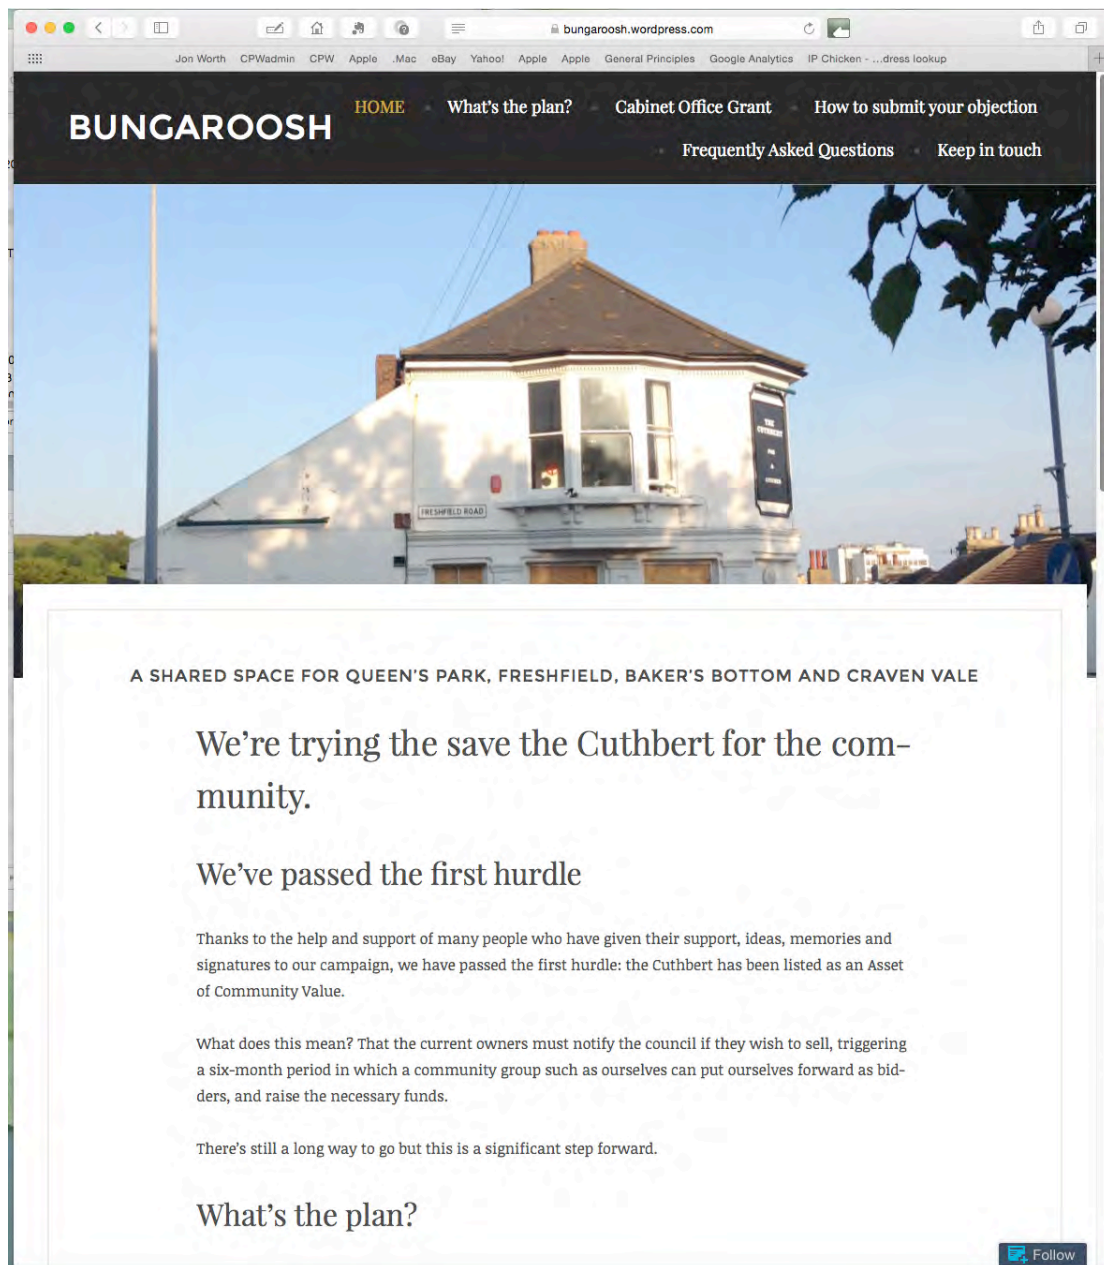 bungaroosh.wordpress.com
Jon Worth CPWadmin CPW Apple .Mac eBay Yahoo! Apple Apple General Principles Google Analytics IP Chicken - ...dress lookup
BUNGAROOSH
HOME What's the plan? Cabinet Office Grant How to submit your objection
Frequently Asked Questions Keep in touch
THE
CUTHBERT
FRESHFIELD ROAD
A SHARED SPACE FOR QUEEN'S PARK, FRESHFIELD, BAKER'S BOTTOM AND CRAVEN VALE
We're trying the save the Cuthbert for the com-
munity.
We've passed the first hurdle
Thanks to the help and support of many people who have given their support, ideas, memories and
signatures to our campaign, we have passed the first hurdle: the Cuthbert has been listed as an Asset
of Community Value.
What does this mean? That the current owners must notify the council if they wish to sell, triggering
a six-month period in which a community group such as ourselves can put ourselves forward as bid-
ders, and raise the necessary funds.
There's still a long way to go but this is a significant step forward.
What's the plan?
Follow